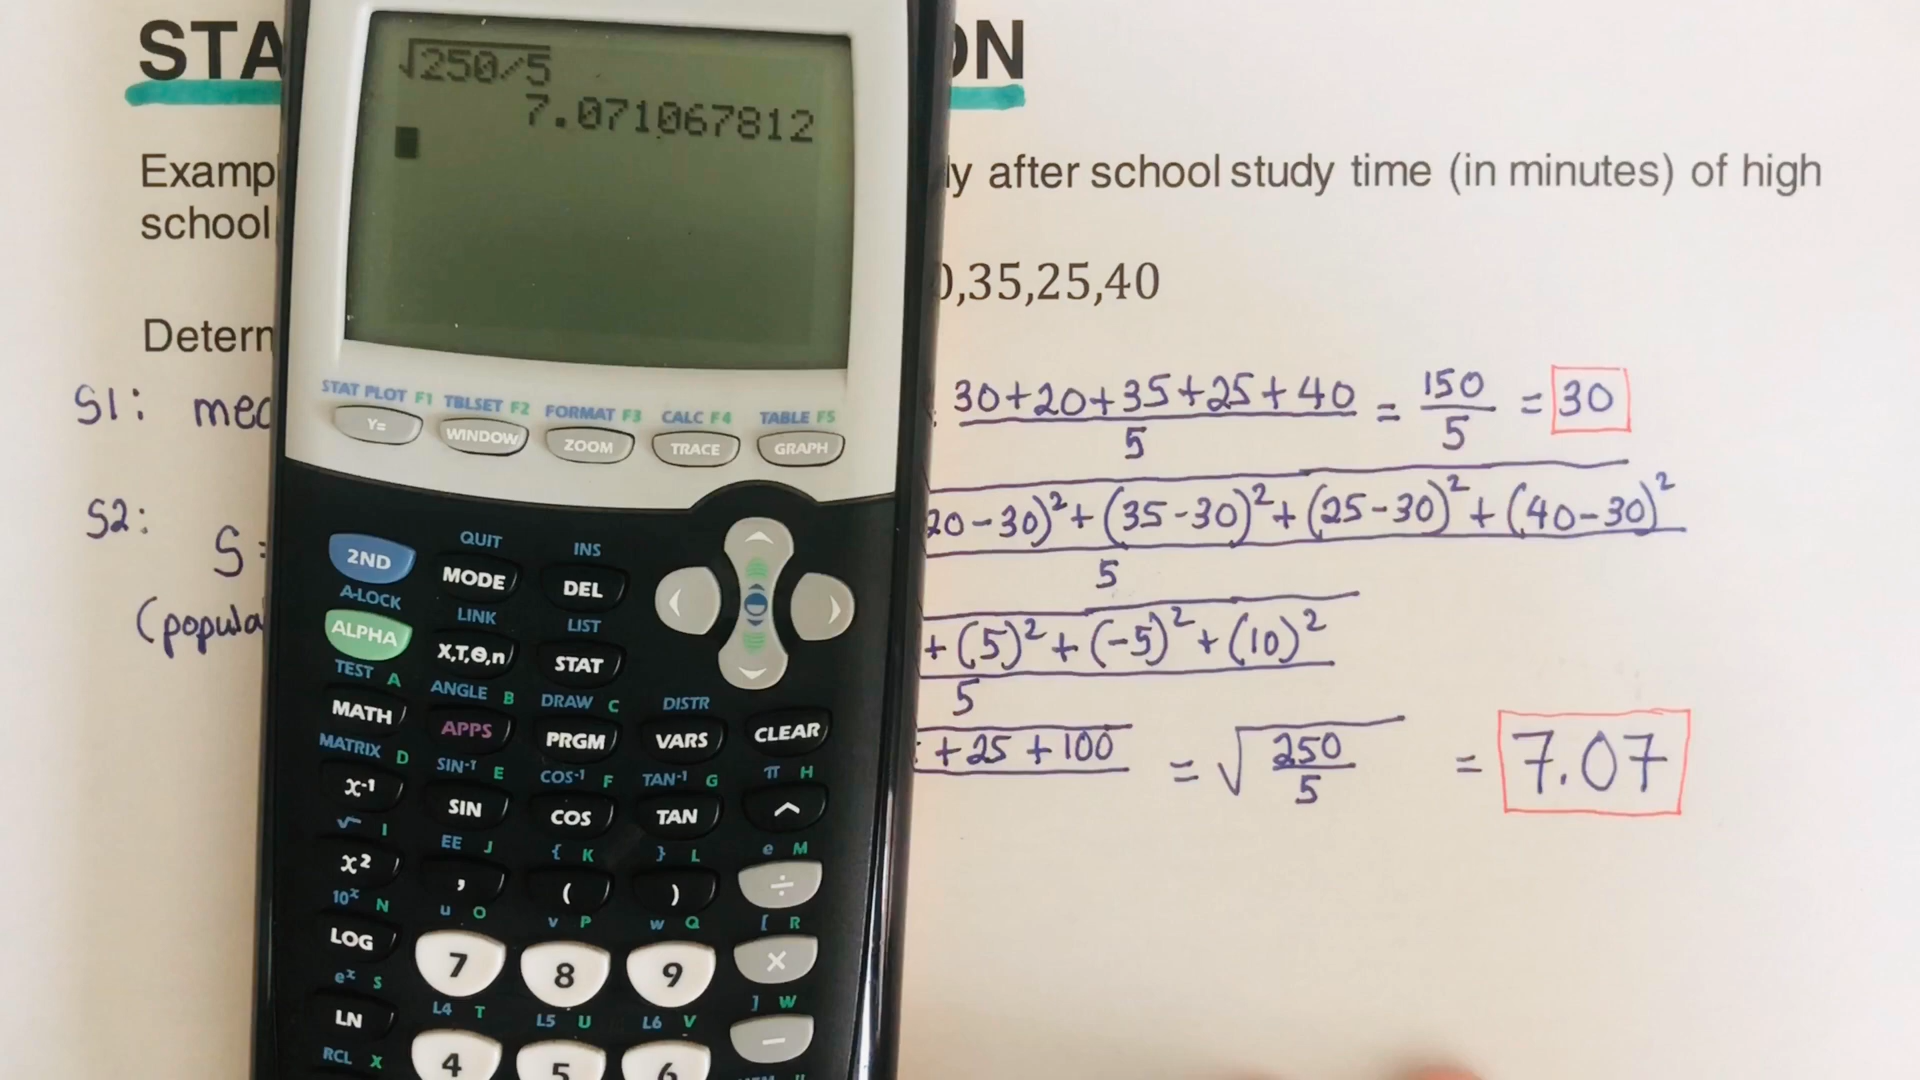 STA ON
√250/5
7.071067812
Examp ly after school study time (in minutes) of high
school
0,35,25,40
Determ
S1: mea 30+20+35+25+40 = 150 = 30
5 5
S2:
S= 20-30)²+(35-30)²+(25-30)²+(40-30)²
5
(popula +(5)²+(-5)²+(10)²
5
+25+100 = √250 = 7.07
5
STAT PLOT F1 TBLSET F2 FORMAT F3 CALC F4 TABLE F5
Y= WINDOW ZOOM TRACE GRAPH
QUIT INS
2ND MODE DEL
A-LOCK LINK LIST
ALPHA X,T,θ,n STAT
TEST A ANGLE B DRAW C DISTR
MATH APPS PRGM VARS CLEAR
MATRIX D SIN⁻¹ E COS⁻¹ F TAN⁻¹ G π H
x⁻¹ SIN COS TAN ^
√ I EE J { K } L e M
x² , ( ) ÷
10ˣ N u O v P w Q [ R
LOG 7 8 9 ×
eˣ S L4 T L5 U L6 V ] W
LN 4 5 6 −
RCL X